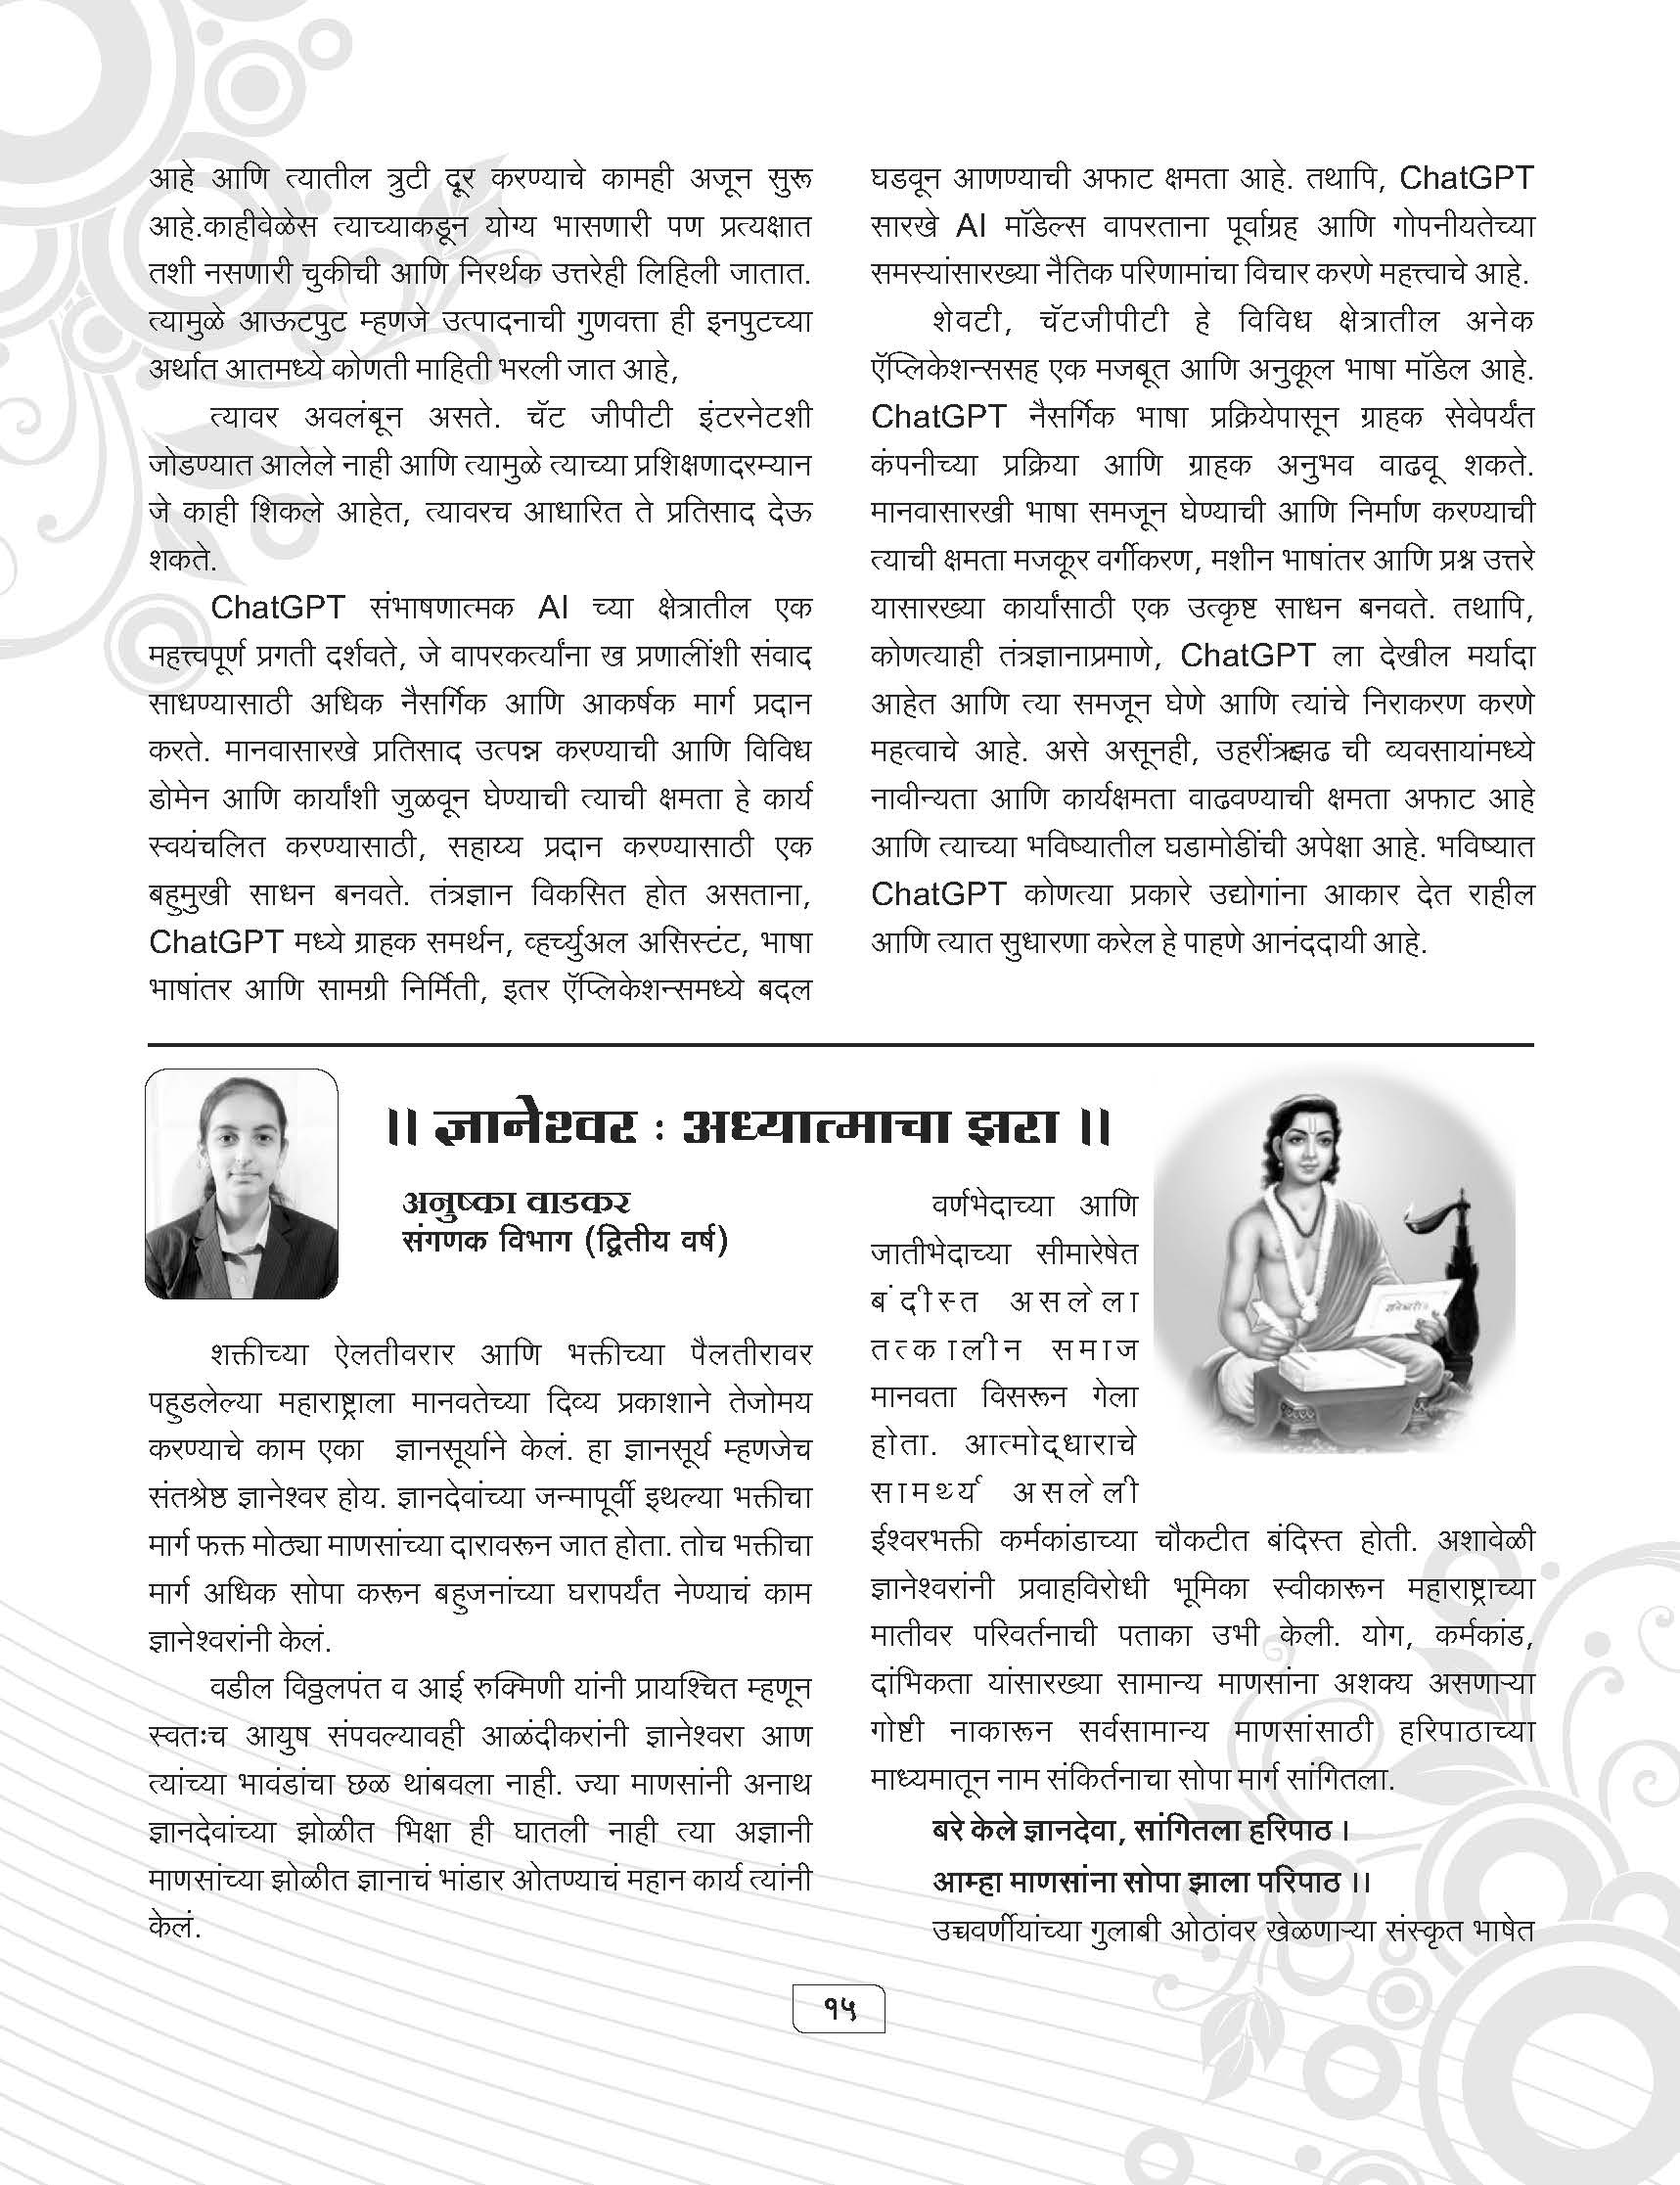 आहे आणि त्यातील त्रुटी दूर करण्याचे कामही अजून सुरू
आहे.काहीवेळेस त्याच्याकडून योग्य भासणारी पण प्रत्यक्षात
तशी नसणारी चुकीची आणि निरर्थक उत्तरेही लिहिली जातात.
त्यामुळे आऊटपुट म्हणजे उत्पादनाची गुणवत्ता ही इनपुटच्या
अर्थात आतमध्ये कोणती माहिती भरली जात आहे,
त्यावर अवलंबून असते. चॅट जीपीटी इंटरनेटशी
जोडण्यात आलेले नाही आणि त्यामुळे त्याच्या प्रशिक्षणादरम्यान
जे काही शिकले आहेत, त्यावरच आधारित ते प्रतिसाद देऊ
शकते.
ChatGPT संभाषणात्मक AI च्या क्षेत्रातील एक
महत्त्वपूर्ण प्रगती दर्शवते, जे वापरकर्त्यांना ख प्रणालींशी संवाद
साधण्यासाठी अधिक नैसर्गिक आणि आकर्षक मार्ग प्रदान
करते. मानवासारखे प्रतिसाद उत्पन्न करण्याची आणि विविध
डोमेन आणि कार्यांशी जुळवून घेण्याची त्याची क्षमता हे कार्य
स्वयंचलित करण्यासाठी, सहाय्य प्रदान करण्यासाठी एक
बहुमुखी साधन बनवते. तंत्रज्ञान विकसित होत असताना,
ChatGPT मध्ये ग्राहक समर्थन, व्हर्च्युअल असिस्टंट, भाषा
भाषांतर आणि सामग्री निर्मिती, इतर ऍप्लिकेशन्समध्ये बदल
घडवून आणण्याची अफाट क्षमता आहे. तथापि, ChatGPT
सारखे AI मॉडेल्स वापरताना पूर्वाग्रह आणि गोपनीयतेच्या
समस्यांसारख्या नैतिक परिणामांचा विचार करणे महत्त्वाचे आहे.
शेवटी, चॅटजीपीटी हे विविध क्षेत्रातील अनेक
ऍप्लिकेशन्ससह एक मजबूत आणि अनुकूल भाषा मॉडेल आहे.
ChatGPT नैसर्गिक भाषा प्रक्रियेपासून ग्राहक सेवेपर्यंत
कंपनीच्या प्रक्रिया आणि ग्राहक अनुभव वाढवू शकते.
मानवासारखी भाषा समजून घेण्याची आणि निर्माण करण्याची
त्याची क्षमता मजकूर वर्गीकरण, मशीन भाषांतर आणि प्रश्न उत्तरे
यासारख्या कार्यांसाठी एक उत्कृष्ट साधन बनवते. तथापि,
कोणत्याही तंत्रज्ञानाप्रमाणे, ChatGPT ला देखील मर्यादा
आहेत आणि त्या समजून घेणे आणि त्यांचे निराकरण करणे
महत्वाचे आहे. असे असूनही, ची व्यवसायांमध्ये
नावीन्यता आणि कार्यक्षमता वाढवण्याची क्षमता अफाट आहे
आणि त्याच्या भविष्यातील घडामोडींची अपेक्षा आहे. भविष्यात
ChatGPT कोणत्या प्रकारे उद्योगांना आकार देत राहील
आणि त्यात सुधारणा करेल हे पाहणे आनंददायी आहे.
।। ज्ञानेश्वर : अध्यात्माचा झरा ।।
अनुष्का वाडकर
संगणक विभाग (द्वितीय वर्ष)
शक्तीच्या ऐलतीवरार आणि भक्तीच्या पैलतीरावर
पहुडलेल्या महाराष्ट्राला मानवतेच्या दिव्य प्रकाशाने तेजोमय
करण्याचे काम एका ज्ञानसूर्याने केलं. हा ज्ञानसूर्य म्हणजेच
संतश्रेष्ठ ज्ञानेश्वर होय. ज्ञानदेवांच्या जन्मापूर्वी इथल्या भक्तीचा
मार्ग फक्त मोठ्या माणसांच्या दारावरून जात होता. तोच भक्तीचा
मार्ग अधिक सोपा करून बहुजनांच्या घरापर्यंत नेण्याचं काम
ज्ञानेश्वरांनी केलं.
वडील विठ्ठलपंत व आई रुक्मिणी यांनी प्रायश्चित म्हणून
स्वतःच आयुष संपवल्यावही आळंदीकरांनी ज्ञानेश्वरा आण
त्यांच्या भावंडांचा छळ थांबवला नाही. ज्या माणसांनी अनाथ
ज्ञानदेवांच्या झोळीत भिक्षा ही घातली नाही त्या अज्ञानी
माणसांच्या झोळीत ज्ञानाचं भांडार ओतण्याचं महान कार्य त्यांनी
केलं.
वर्णभेदाच्या आणि
जातीभेदाच्या सीमारेषेत
बंदीस्त असलेला
तत्कालीन समाज
मानवता विसरून गेला
होता. आत्मोद्धाराचे
सामर्थ्य असलेली
ईश्वरभक्ती कर्मकांडाच्या चौकटीत बंदिस्त होती. अशावेळी
ज्ञानेश्वरांनी प्रवाहविरोधी भूमिका स्वीकारून महाराष्ट्राच्या
मातीवर परिवर्तनाची पताका उभी केली. योग, कर्मकांड,
दांभिकता यांसारख्या सामान्य माणसांना अशक्य असणाऱ्या
गोष्टी नाकारून सर्वसामान्य माणसांसाठी हरिपाठाच्या
माध्यमातून नाम संकिर्तनाचा सोपा मार्ग सांगितला.
बरे केले ज्ञानदेवा, सांगितला हरिपाठ ।
आम्हा माणसांना सोपा झाला परिपाठ ।।
उच्चवर्णीयांच्या गुलाबी ओठांवर खेळणाऱ्या संस्कृत भाषेत
१५